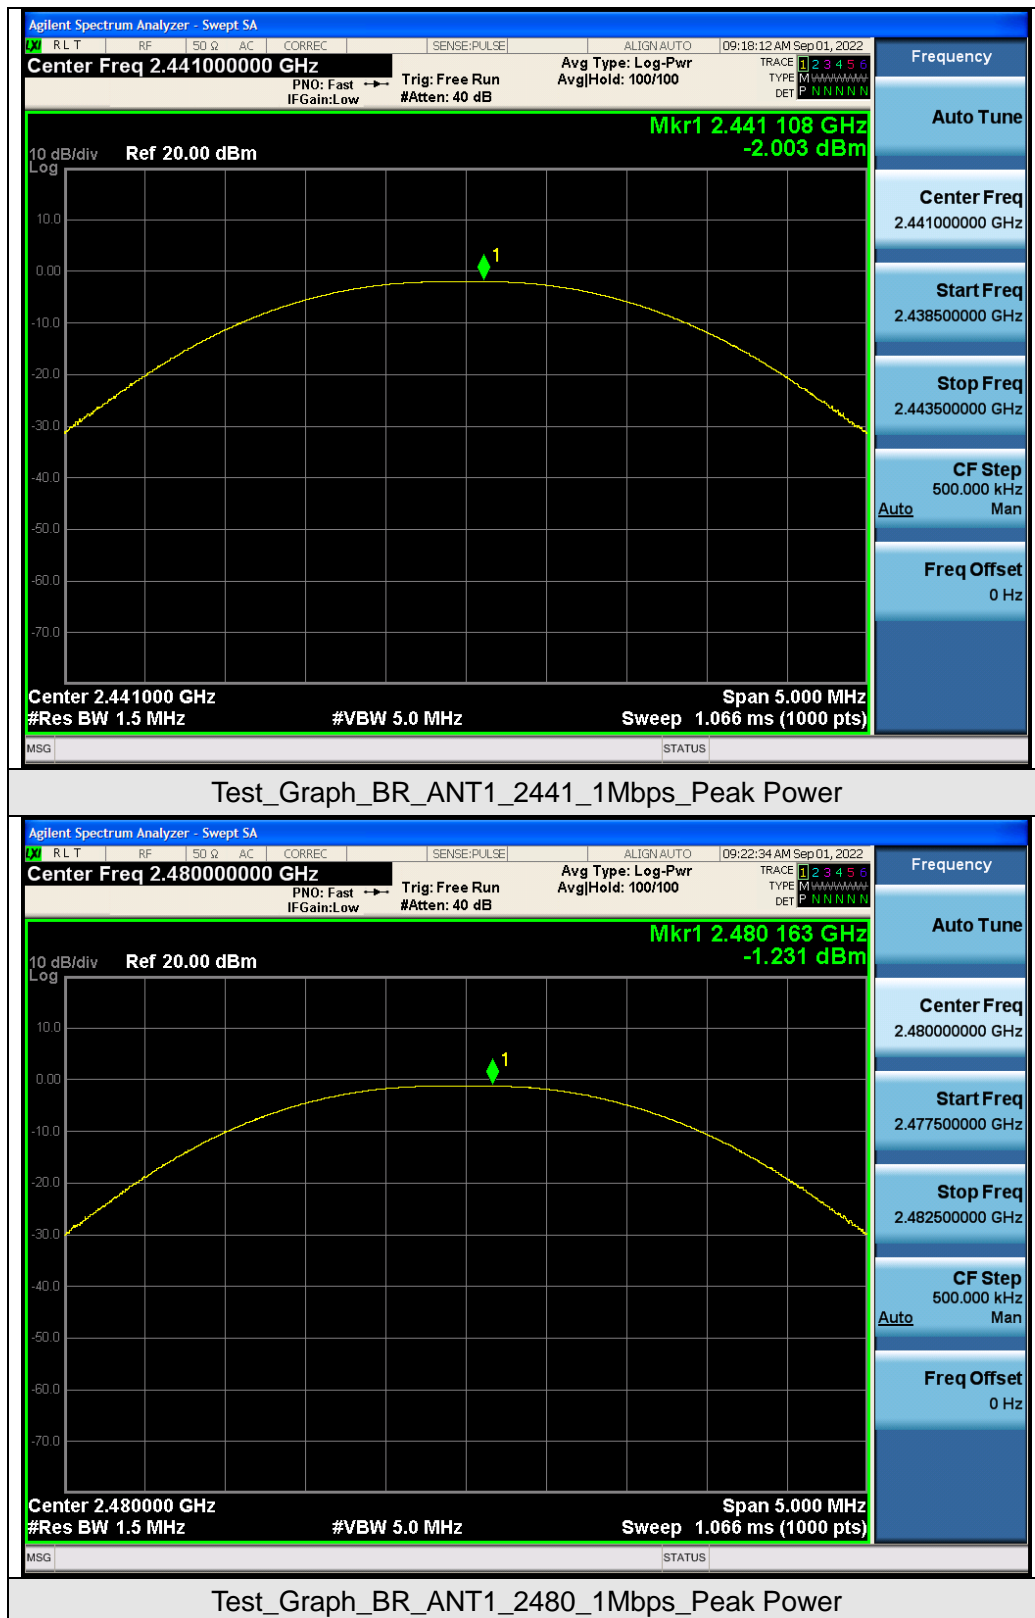 Agilent Spectrum Analyzer - Swept SA
LXI RL T RF 50 Ω AC CORREC SENSE:PULSE ALIGN AUTO 09:18:12 AM Sep 01, 2022
Center Freq 2.441000000 GHz
PNO: Fast
IFGain:Low
Trig: Free Run
#Atten: 40 dB
Avg Type: Log-Pwr
Avg|Hold: 100/100
TRACE 1 2 3 4 5 6
TYPE M
DET P N N N N N
Mkr1 2.441 108 GHz
-2.003 dBm
10 dB/div Ref 20.00 dBm
Log
10.0
0.00
-10.0
-20.0
-30.0
-40.0
-50.0
-60.0
-70.0
1
Center 2.441000 GHz Span 5.000 MHz
#Res BW 1.5 MHz #VBW 5.0 MHz Sweep 1.066 ms (1000 pts)
MSG STATUS
Frequency
Auto Tune
Center Freq
2.441000000 GHz
Start Freq
2.438500000 GHz
Stop Freq
2.443500000 GHz
CF Step
500.000 kHz
Auto Man
Freq Offset
0 Hz
Test_Graph_BR_ANT1_2441_1Mbps_Peak Power
Agilent Spectrum Analyzer - Swept SA
LXI RL T RF 50 Ω AC CORREC SENSE:PULSE ALIGN AUTO 09:22:34 AM Sep 01, 2022
Center Freq 2.480000000 GHz
PNO: Fast
IFGain:Low
Trig: Free Run
#Atten: 40 dB
Avg Type: Log-Pwr
Avg|Hold: 100/100
TRACE 1 2 3 4 5 6
TYPE M
DET P N N N N N
Mkr1 2.480 163 GHz
-1.231 dBm
10 dB/div Ref 20.00 dBm
Log
10.0
0.00
-10.0
-20.0
-30.0
-40.0
-50.0
-60.0
-70.0
1
Center 2.480000 GHz Span 5.000 MHz
#Res BW 1.5 MHz #VBW 5.0 MHz Sweep 1.066 ms (1000 pts)
MSG STATUS
Frequency
Auto Tune
Center Freq
2.480000000 GHz
Start Freq
2.477500000 GHz
Stop Freq
2.482500000 GHz
CF Step
500.000 kHz
Auto Man
Freq Offset
0 Hz
Test_Graph_BR_ANT1_2480_1Mbps_Peak Power